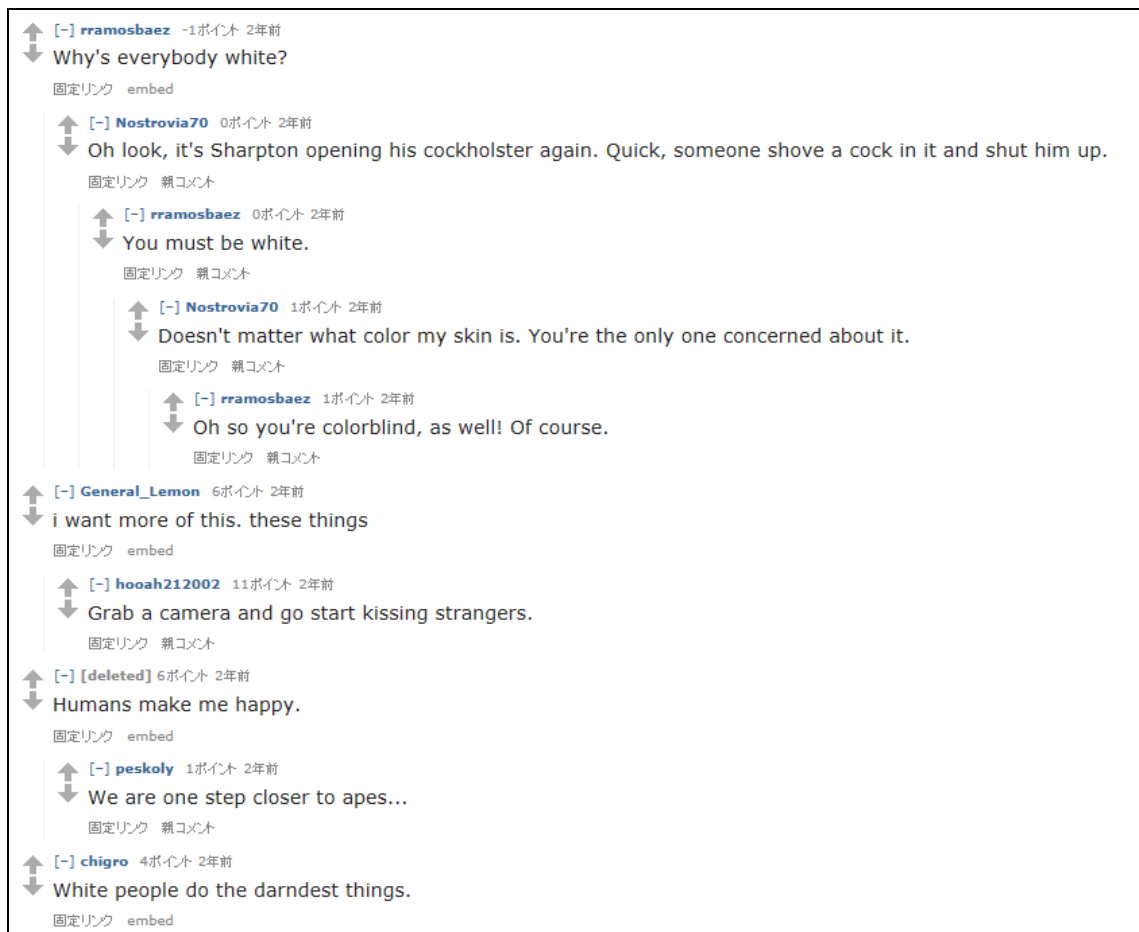 [−] rramosbaez -1ポイント 2年前
Why's everybody white?
固定リンク embed
[−] Nostrovia70 0ポイント 2年前
Oh look, it's Sharpton opening his cockholster again. Quick, someone shove a cock in it and shut him up.
固定リンク 親コメント
[−] rramosbaez 0ポイント 2年前
You must be white.
固定リンク 親コメント
[−] Nostrovia70 1ポイント 2年前
Doesn't matter what color my skin is. You're the only one concerned about it.
固定リンク 親コメント
[−] rramosbaez 1ポイント 2年前
Oh so you're colorblind, as well! Of course.
固定リンク 親コメント
[−] General_Lemon 6ポイント 2年前
i want more of this. these things
固定リンク embed
[−] hooah212002 11ポイント 2年前
Grab a camera and go start kissing strangers.
固定リンク 親コメント
[−] [deleted] 6ポイント 2年前
Humans make me happy.
固定リンク embed
[−] peskoly 1ポイント 2年前
We are one step closer to apes...
固定リンク 親コメント
[−] chigro 4ポイント 2年前
White people do the darndest things.
固定リンク embed